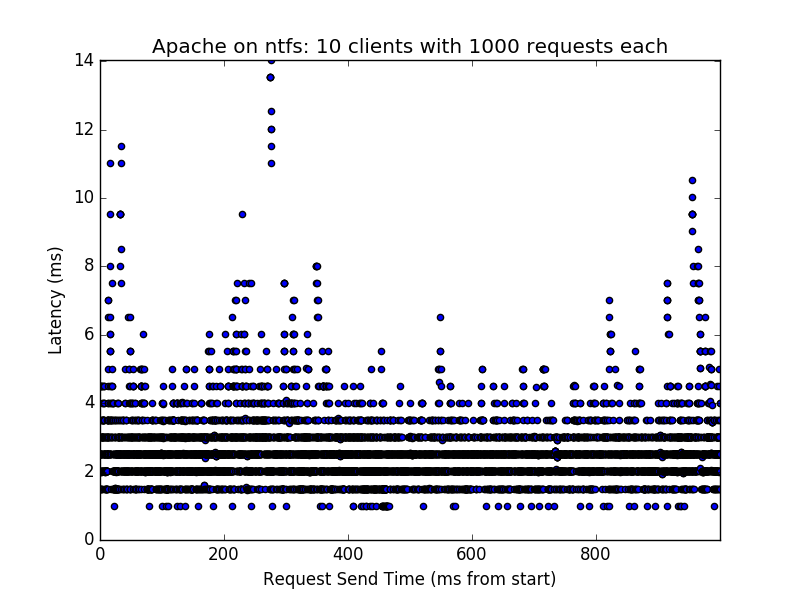 Apache on ntfs: 10 clients with 1000 requests each
14
12
10
8
6
4
2
0
Latency (ms)
0 200 400 600 800
Request Send Time (ms from start)